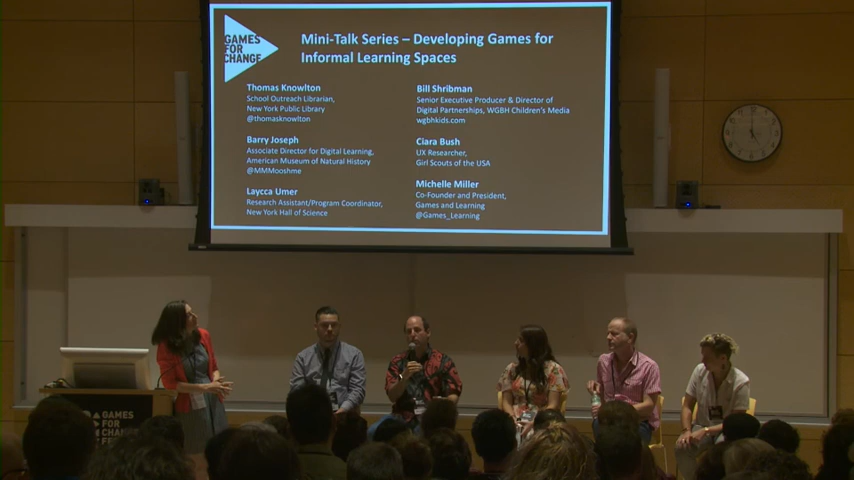 GAMES
FOR
CHANGE
Mini-Talk Series – Developing Games for
Informal Learning Spaces
Thomas Knowlton
School Outreach Librarian,
New York Public Library
@thomasknowlton
Barry Joseph
Associate Director for Digital Learning,
American Museum of Natural History
@MMMooshme
Laycca Umer
Research Assistant/Program Coordinator,
New York Hall of Science
Bill Shribman
Senior Executive Producer & Director of
Digital Partnerships, WGBH Children's Media
wgbhkids.com
Ciara Bush
UX Researcher,
Girl Scouts of the USA
Michelle Miller
Co-Founder and President,
Games and Learning
@Games_Learning
GAMES
FOR
CHANGE